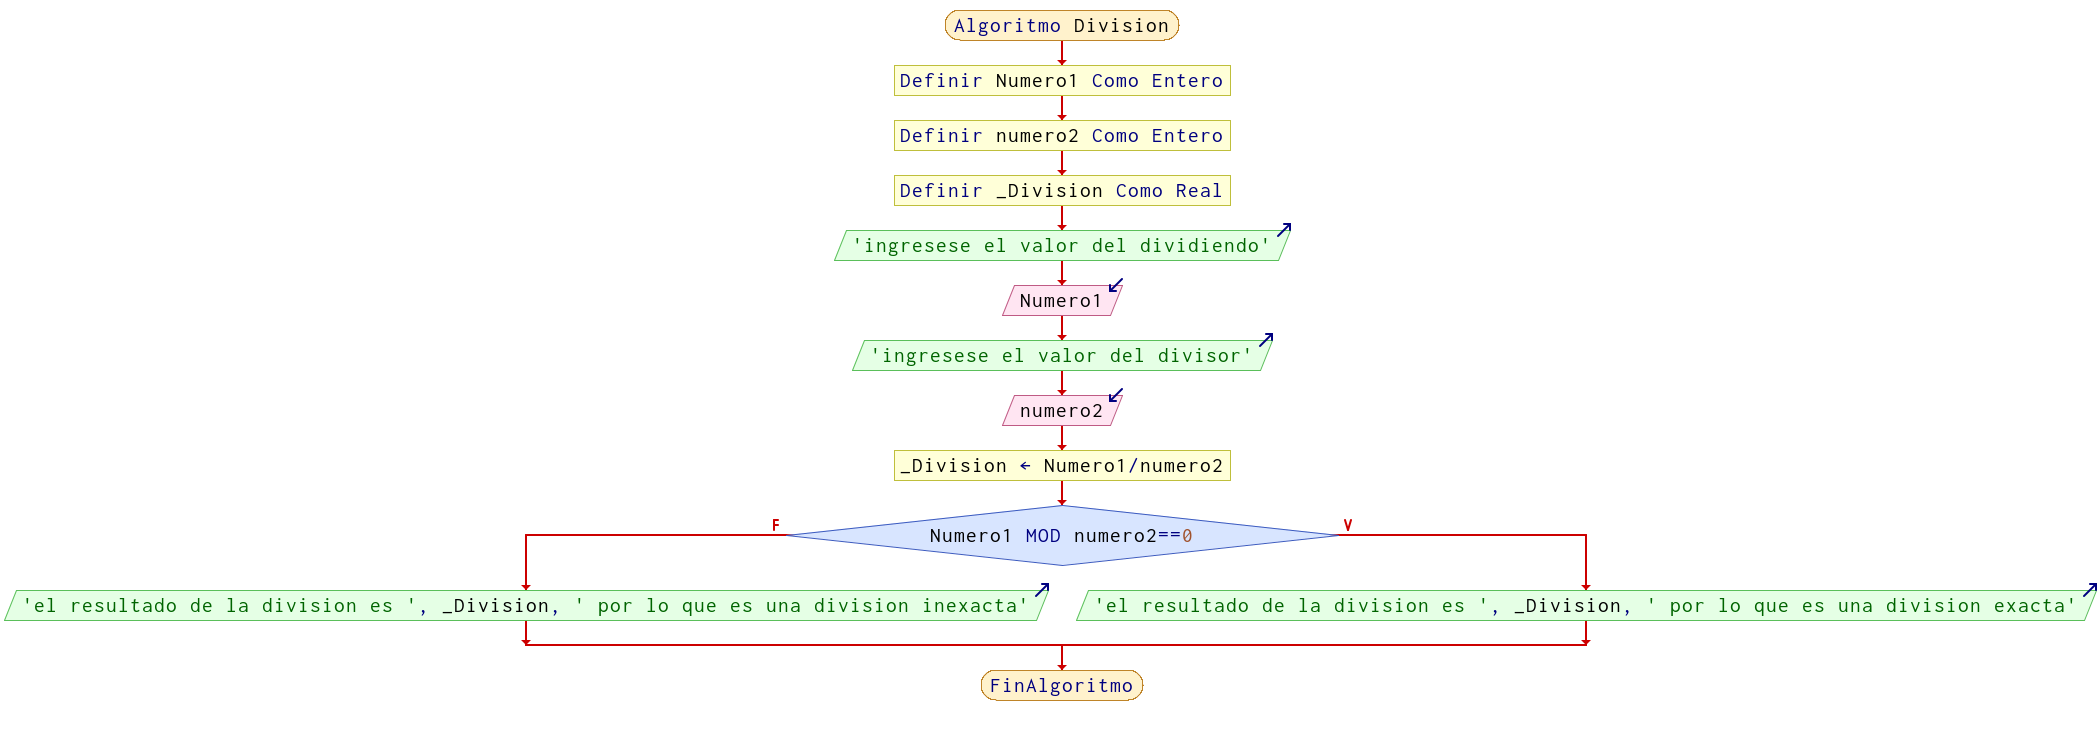 Algoritmo Division
Definir Numero1 Como Entero
Definir numero2 Como Entero
Definir _Division Como Real
'ingresese el valor del dividiendo'
Numero1
'ingresese el valor del divisor'
numero2
_Division ← Numero1/numero2
F
V
Numero1 MOD numero2==0
'el resultado de la division es ', _Division, ' por lo que es una division inexacta'
'el resultado de la division es ', _Division, ' por lo que es una division exacta'
FinAlgoritmo